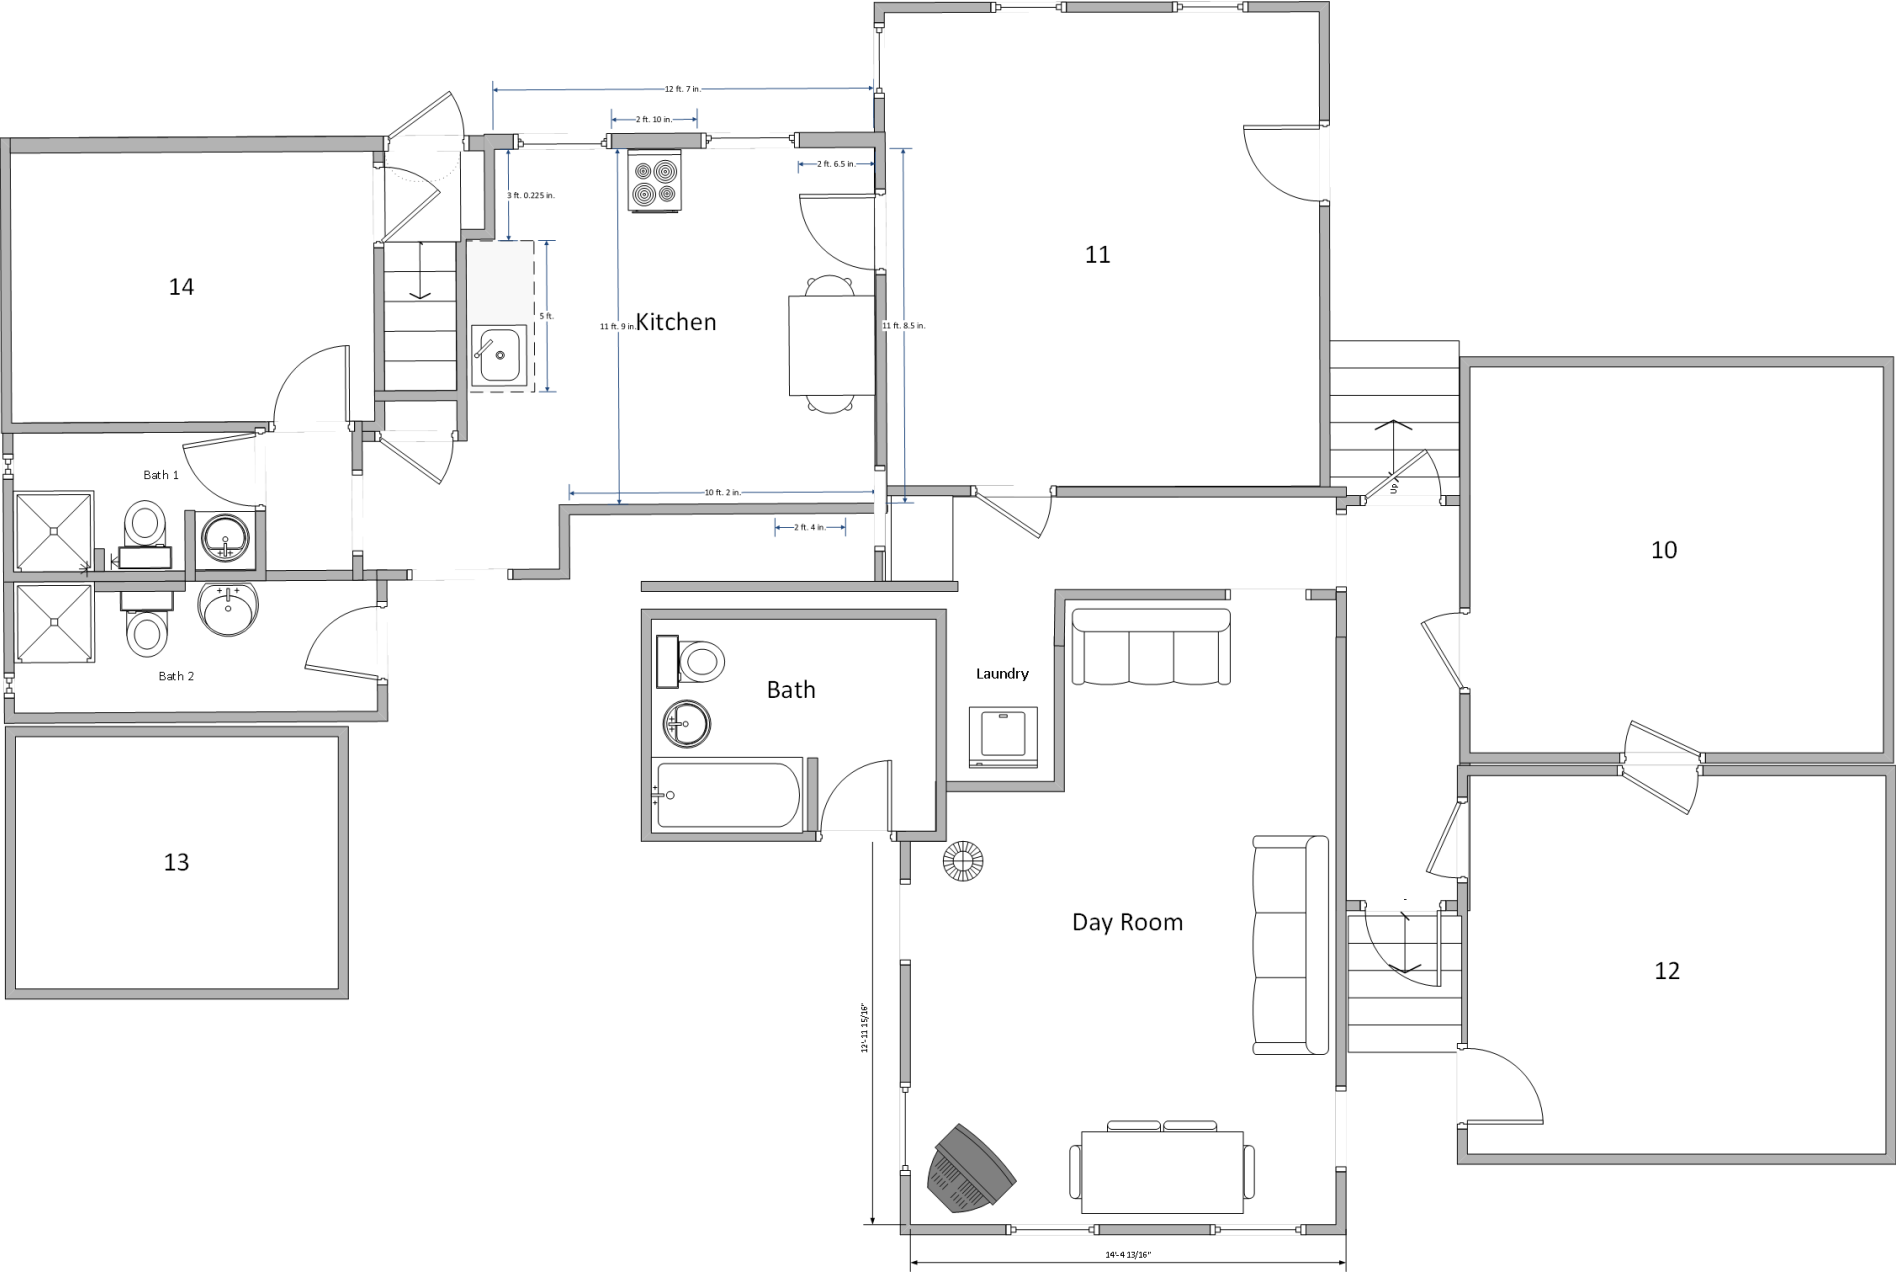 12 ft. 7 in.
2 ft. 10 in.
2 ft. 6.5 in.
3 ft. 0.225 in.
11
14
5 ft.
11 ft. 9 in.
Kitchen
11 ft. 8.5 in.
Bath 1
Up
10 ft. 2 in.
2 ft. 4 in.
10
Bath 2
Laundry
Bath
13
Day Room
12
12'-11 15/16"
14'-4 13/16"